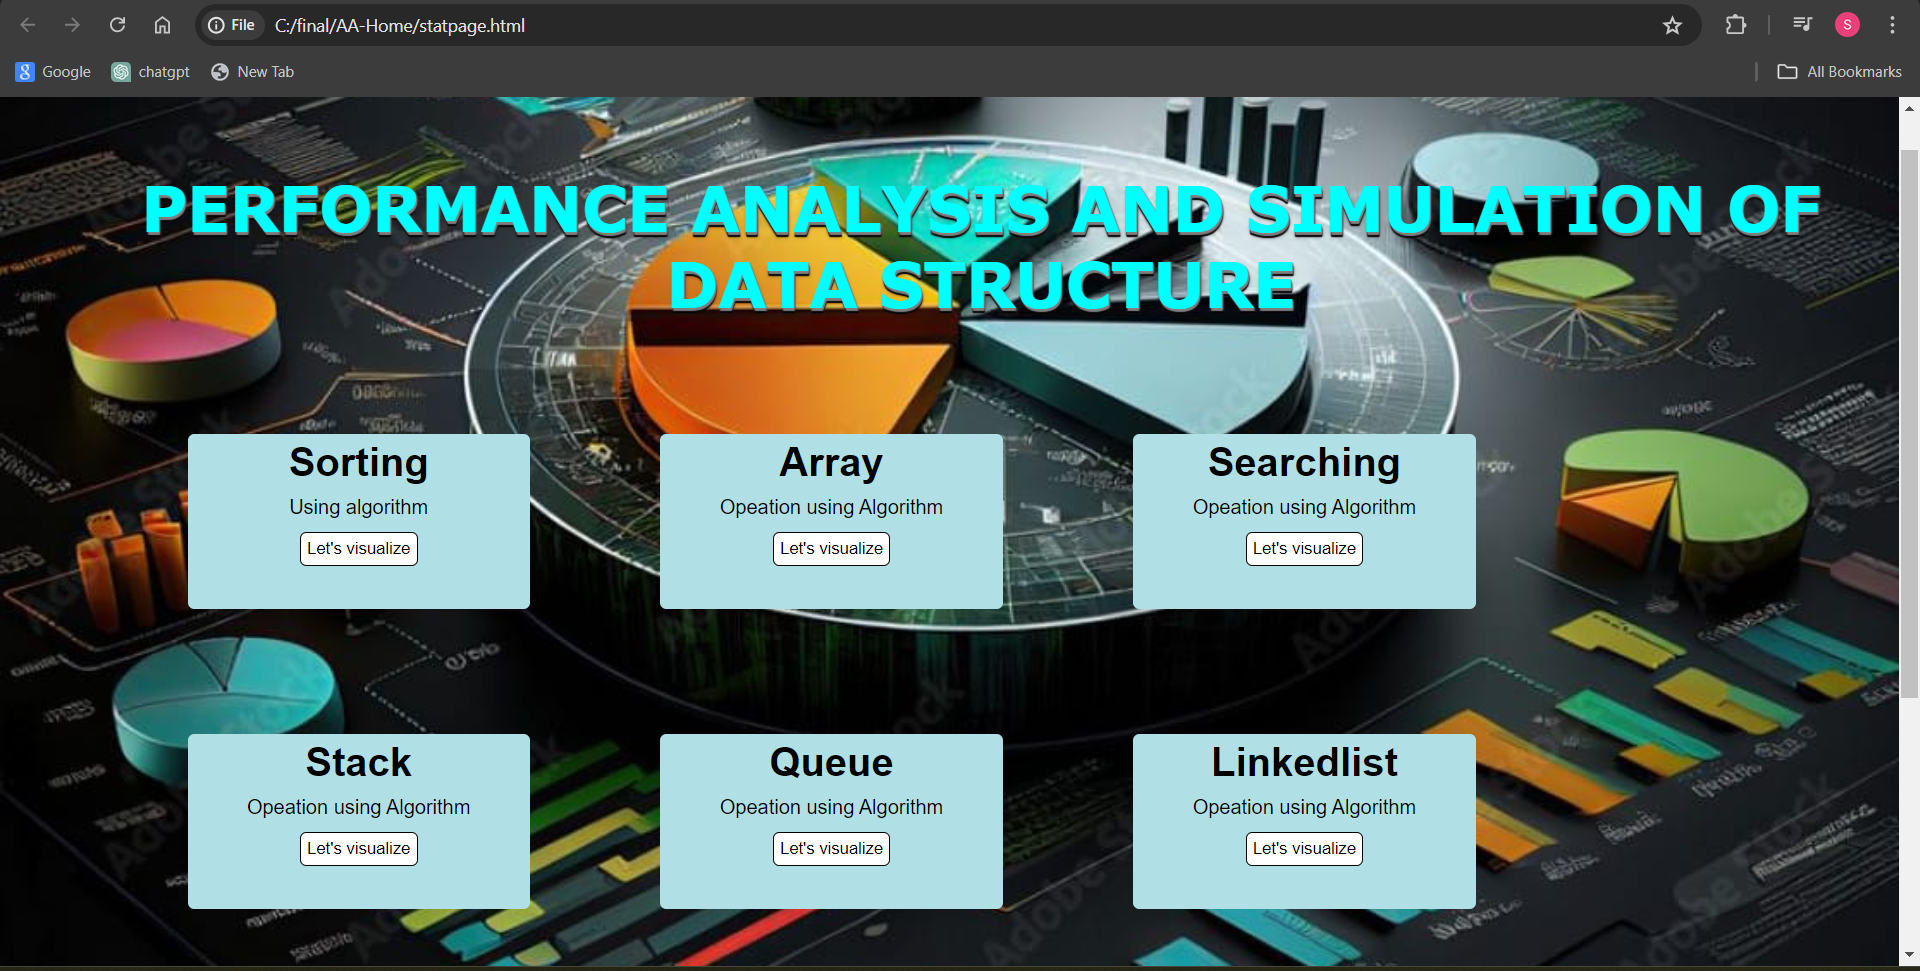 File C:/final/AA-Home/statpage.html S
Google chatgpt New Tab All Bookmarks
PERFORMANCE ANALYSIS AND SIMULATION OF
DATA STRUCTURE
Sorting
Using algorithm
Let's visualize
Array
Opeation using Algorithm
Let's visualize
Searching
Opeation using Algorithm
Let's visualize
Stack
Opeation using Algorithm
Let's visualize
Queue
Opeation using Algorithm
Let's visualize
Linkedlist
Opeation using Algorithm
Let's visualize
Adobe Stock